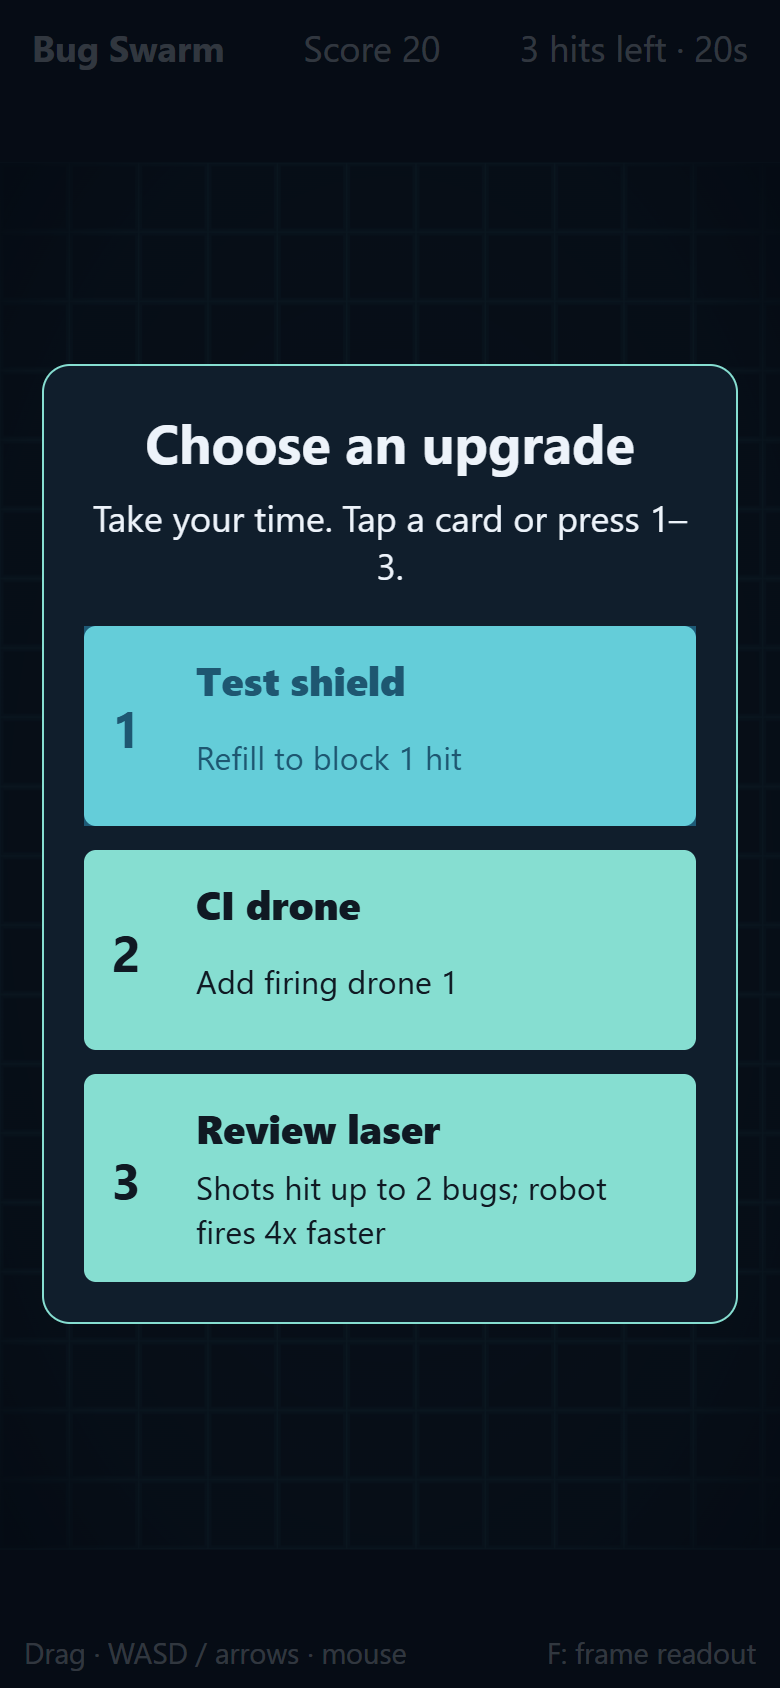 Bug Swarm Score 20 3 hits left · 20s
Choose an upgrade
Take your time. Tap a card or press 1–
3.
1
Test shield
Refill to block 1 hit
2
CI drone
Add firing drone 1
3
Review laser
Shots hit up to 2 bugs; robot
fires 4x faster
Drag · WASD / arrows · mouse F: frame readout